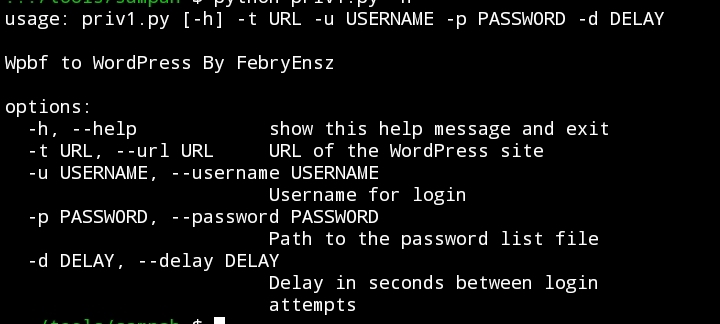 usage: priv1.py [-h] -t URL -u USERNAME -p PASSWORD -d DELAY
Wpbf to WordPress By FebryEnsz
options:
-h, --help show this help message and exit
-t URL, --url URL URL of the WordPress site
-u USERNAME, --username USERNAME
Username for login
-p PASSWORD, --password PASSWORD
Path to the password list file
-d DELAY, --delay DELAY
Delay in seconds between login
attempts